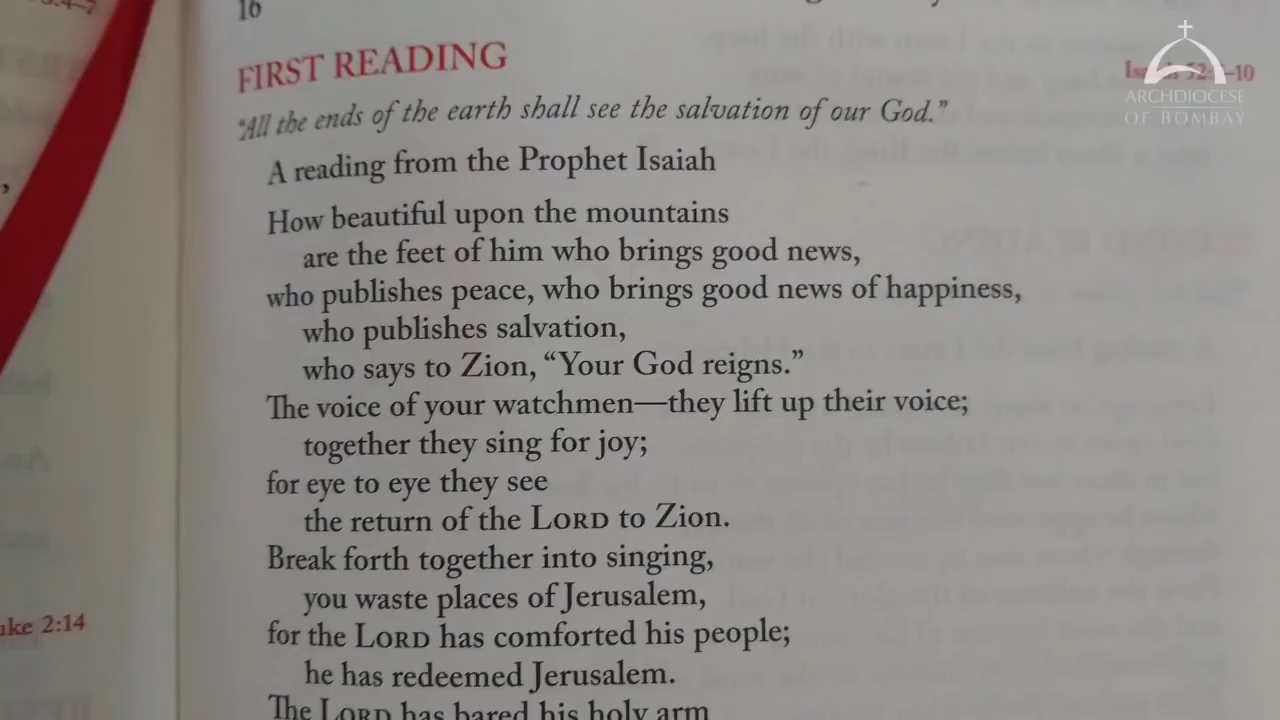 16
FIRST READING
Isaiah 52:7-10
"All the ends of the earth shall see the salvation of our God."
A reading from the Prophet Isaiah
How beautiful upon the mountains
are the feet of him who brings good news,
who publishes peace, who brings good news of happiness,
who publishes salvation,
who says to Zion, “Your God reigns.”
The voice of your watchmen—they lift up their voice;
together they sing for joy;
for eye to eye they see
the return of the LORD to Zion.
Break forth together into singing,
you waste places of Jerusalem,
for the LORD has comforted his people;
he has redeemed Jerusalem.
The LORD has bared his holy arm
uke 2:14
ARCHDIOCESE
OF BOMBAY